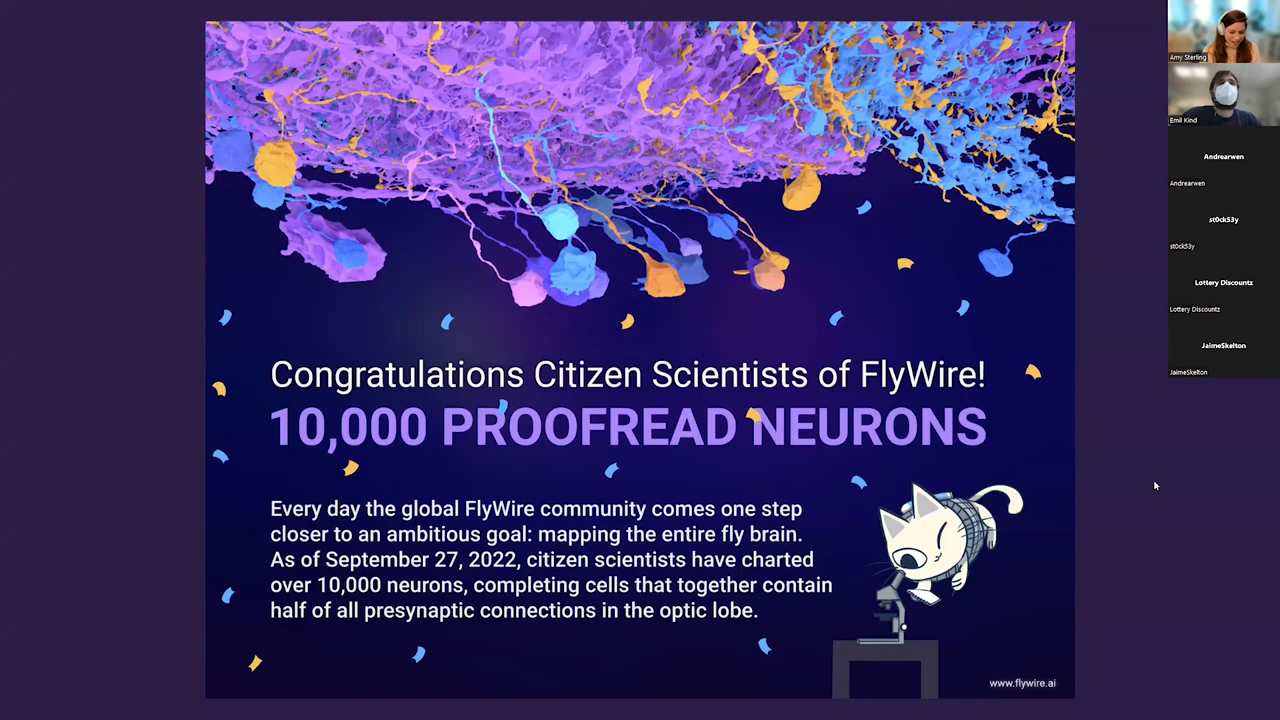 Congratulations Citizen Scientists of FlyWire!
10,000 PROOFREAD NEURONS
Every day the global FlyWire community comes one step
closer to an ambitious goal: mapping the entire fly brain.
As of September 27, 2022, citizen scientists have charted
over 10,000 neurons, completing cells that together contain
half of all presynaptic connections in the optic lobe.
www.flywire.ai
Amy Sterling
Emil Kind
Andrearwen
Andrearwen
st0ck53y
st0ck53y
Lottery Discountz
Lottery Discountz
JaimeSkelton
JaimeSkelton